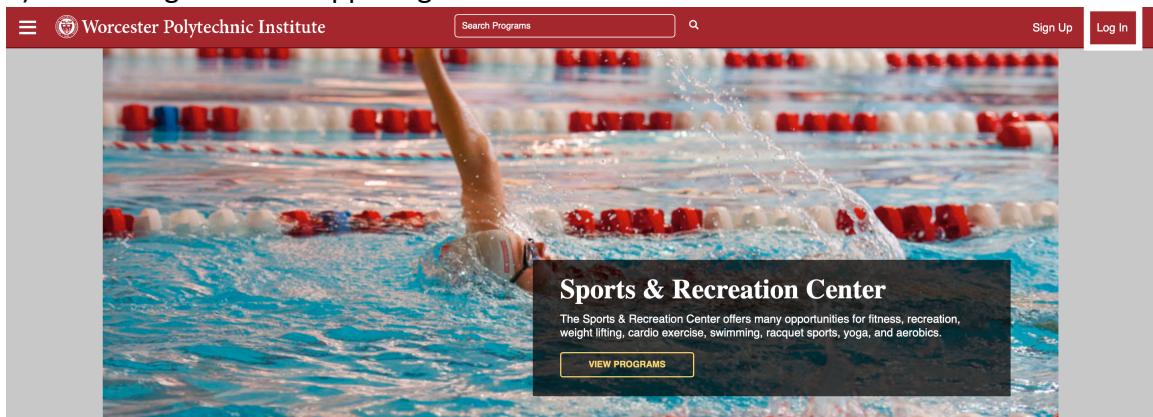 Worcester Polytechnic Institute
Search Programs
Sign Up
Log In
Sports & Recreation Center
The Sports & Recreation Center offers many opportunities for fitness, recreation,
weight lifting, cardio exercise, swimming, racquet sports, yoga, and aerobics.
VIEW PROGRAMS